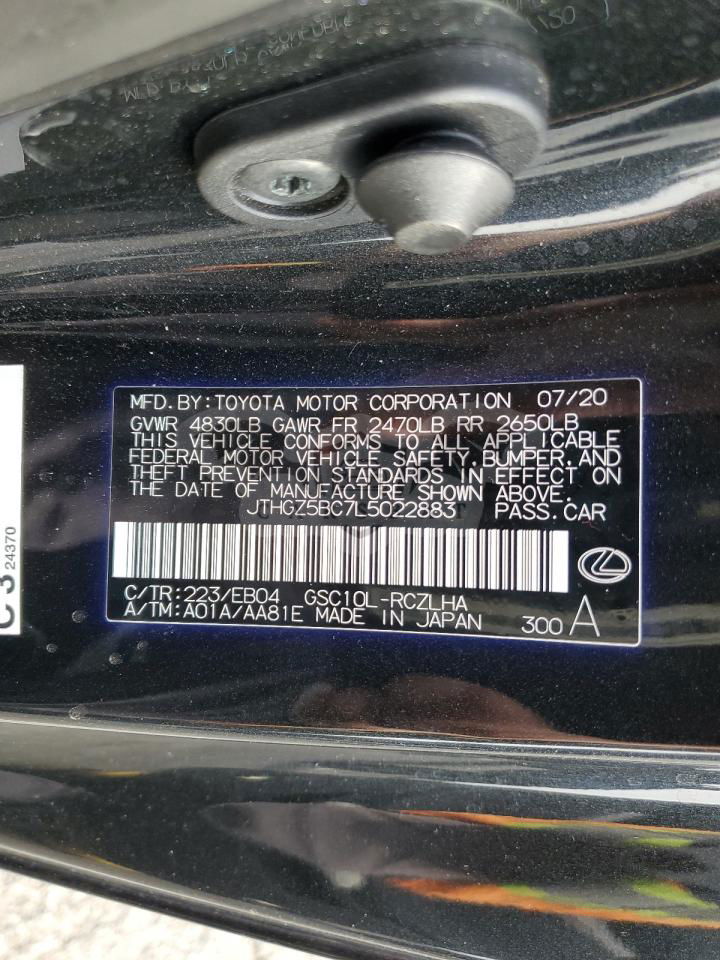 MFD.BY:TOYOTA MOTOR CORPORATION 07/20
GVWR 4830LB GAWR FR 2470LB RR 2650LB
THIS VEHICLE CONFORMS TO ALL APPLICABLE
FEDERAL MOTOR VEHICLE SAFETY, BUMPER, AND
THEFT PREVENTION STANDARDS IN EFFECT ON
THE DATE OF MANUFACTURE SHOWN ABOVE.
JTHGZ5BC7L5022883 PASS.CAR
C/TR:223/EB04 GSC10L-RCZLHA
A/TM:A01A/AA81E MADE IN JAPAN 300 A
C 3 24370